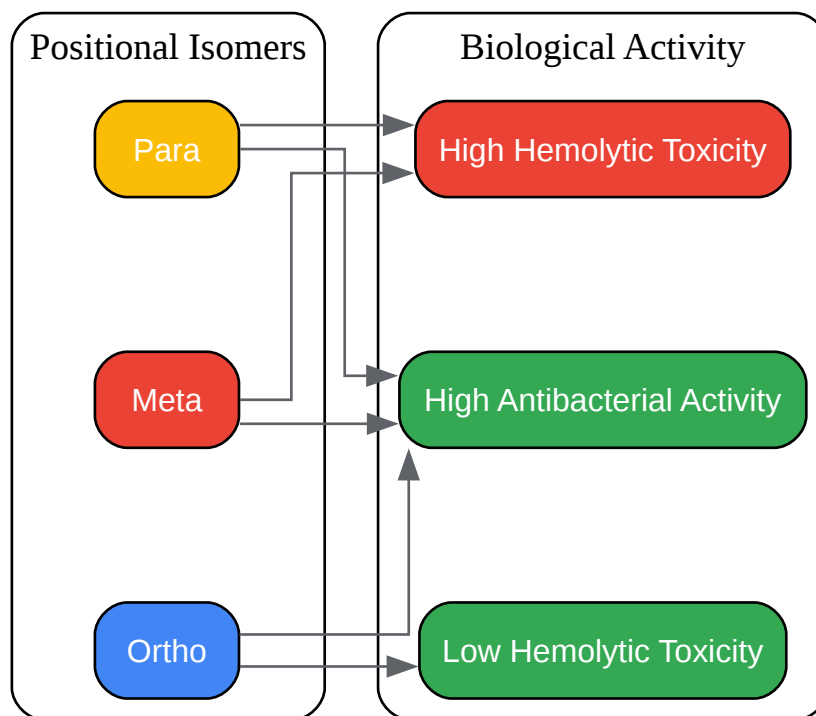 Positional Isomers
Biological Activity
Para
High Hemolytic Toxicity
Meta
High Antibacterial Activity
Ortho
Low Hemolytic Toxicity